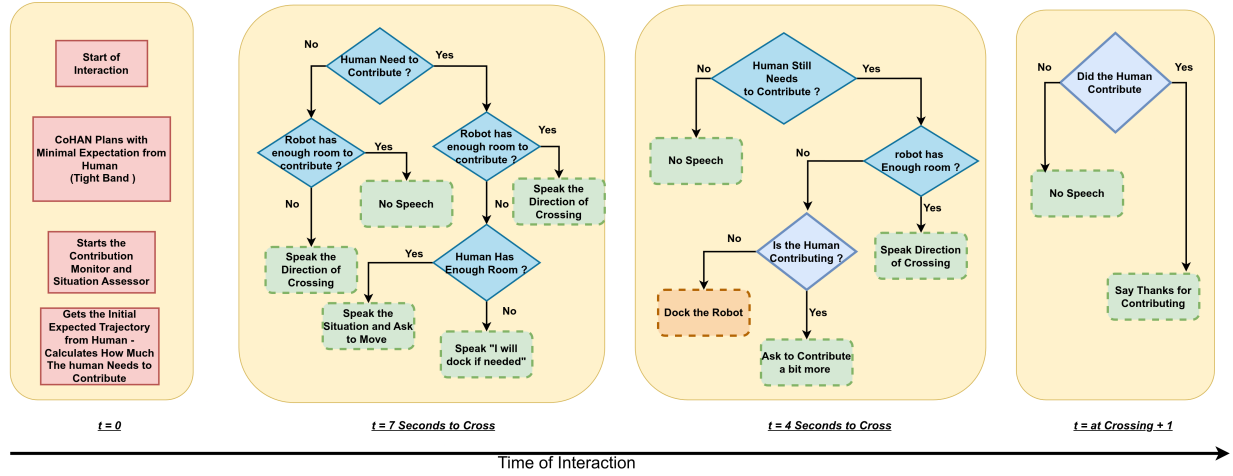 Start of
Interaction
CoHAN Plans with
Minimal Expectation from
Human
(Tight Band )
Starts the
Contribution
Monitor and
Situation Assessor
Gets the Initial
Expected Trajectory
from Human -
Calculates How Much
The human Needs to
Contribute
t = 0
No
Human Need to
Contribute ?
Yes
Robot has
enough room to
contribute ?
Yes
No Speech
No
Speak the
Direction of
Crossing
Robot has
enough room to
contribute ?
Yes
Speak the
Direction of
Crossing
No
Human Has
Enough Room ?
Yes
Speak the
Situation and Ask
to Move
No
Speak "I will
dock if needed"
t = 7 Seconds to Cross
No
Human Still
Needs
to Contribute ?
Yes
No Speech
robot has
Enough room ?
No
Yes
Speak Direction
of Crossing
Is the Human
Contributing ?
No
Dock the Robot
Yes
Ask to Contribute
a bit more
t = 4 Seconds to Cross
No
Did the Human
Contribute
Yes
No Speech
Say Thanks for
Contributing
t = at Crossing + 1
Time of Interaction